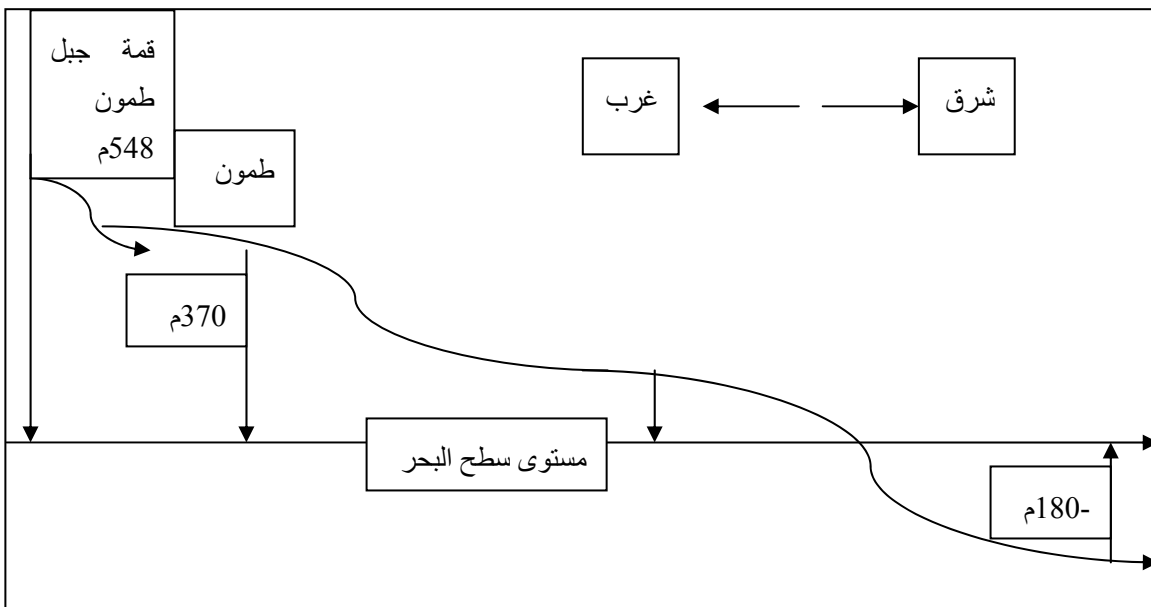 قمة جبل
طمون
548م
طمون
غرب
شرق
370م
مستوى سطح البحر
-180م